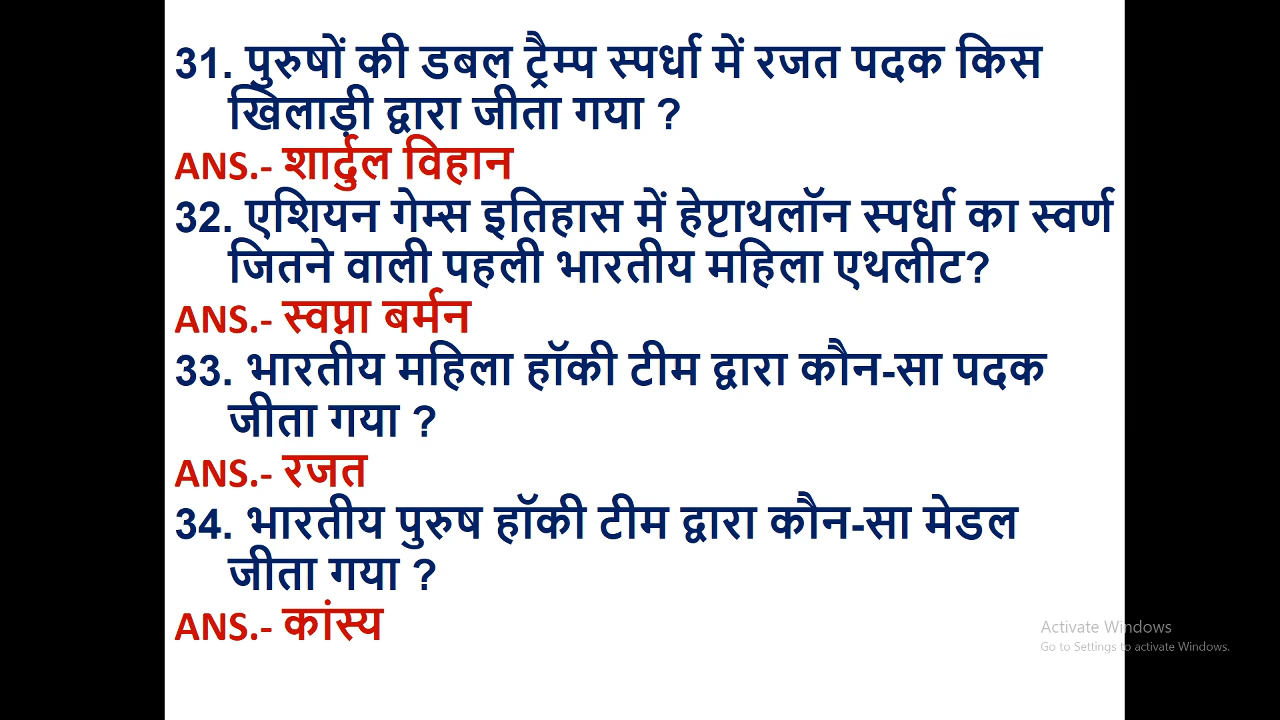 31. पुरुषों की डबल ट्रैम्प स्पर्धा में रजत पदक किस
खिलाड़ी द्वारा जीता गया ?
ANS.- शार्दुल विहान
32. एशियन गेम्स इतिहास में हेप्टाथलॉन स्पर्धा का स्वर्ण
जितने वाली पहली भारतीय महिला एथलीट?
ANS.- स्वप्ना बर्मन
33. भारतीय महिला हॉकी टीम द्वारा कौन-सा पदक
जीता गया ?
ANS.- रजत
34. भारतीय पुरुष हॉकी टीम द्वारा कौन-सा मेडल
जीता गया ?
ANS.- कांस्य
Activate Windows
Go to Settings to activate Windows.